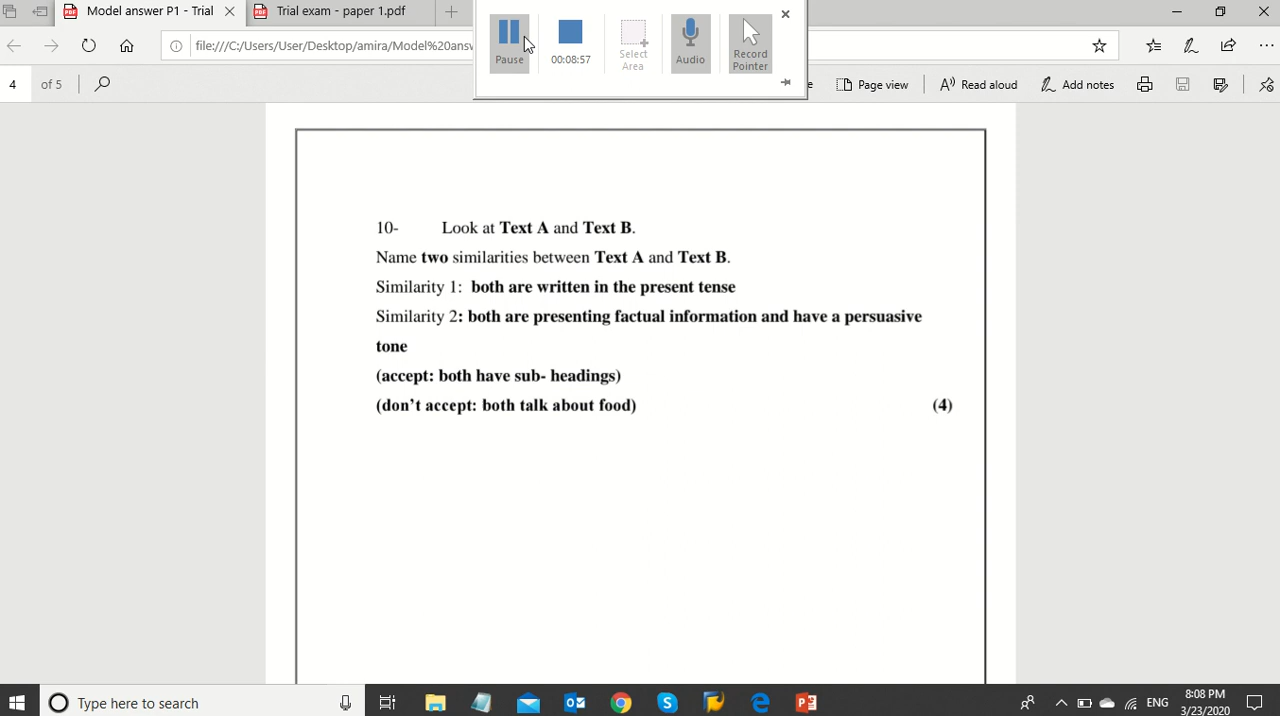 Model answer P1 - Trial
Trial exam - paper 1.pdf
file:///C:/Users/User/Desktop/amira/Model%20answ
Pause
00:08:57
Select
Area
Audio
Record
Pointer
4 of 5
Page view
Read aloud
Add notes
10- Look at Text A and Text B.
Name two similarities between Text A and Text B.
Similarity 1: both are written in the present tense
Similarity 2: both are presenting factual information and have a persuasive
tone
(accept: both have sub- headings)
(don't accept: both talk about food) (4)
Type here to search
ENG
8:08 PM
3/23/2020